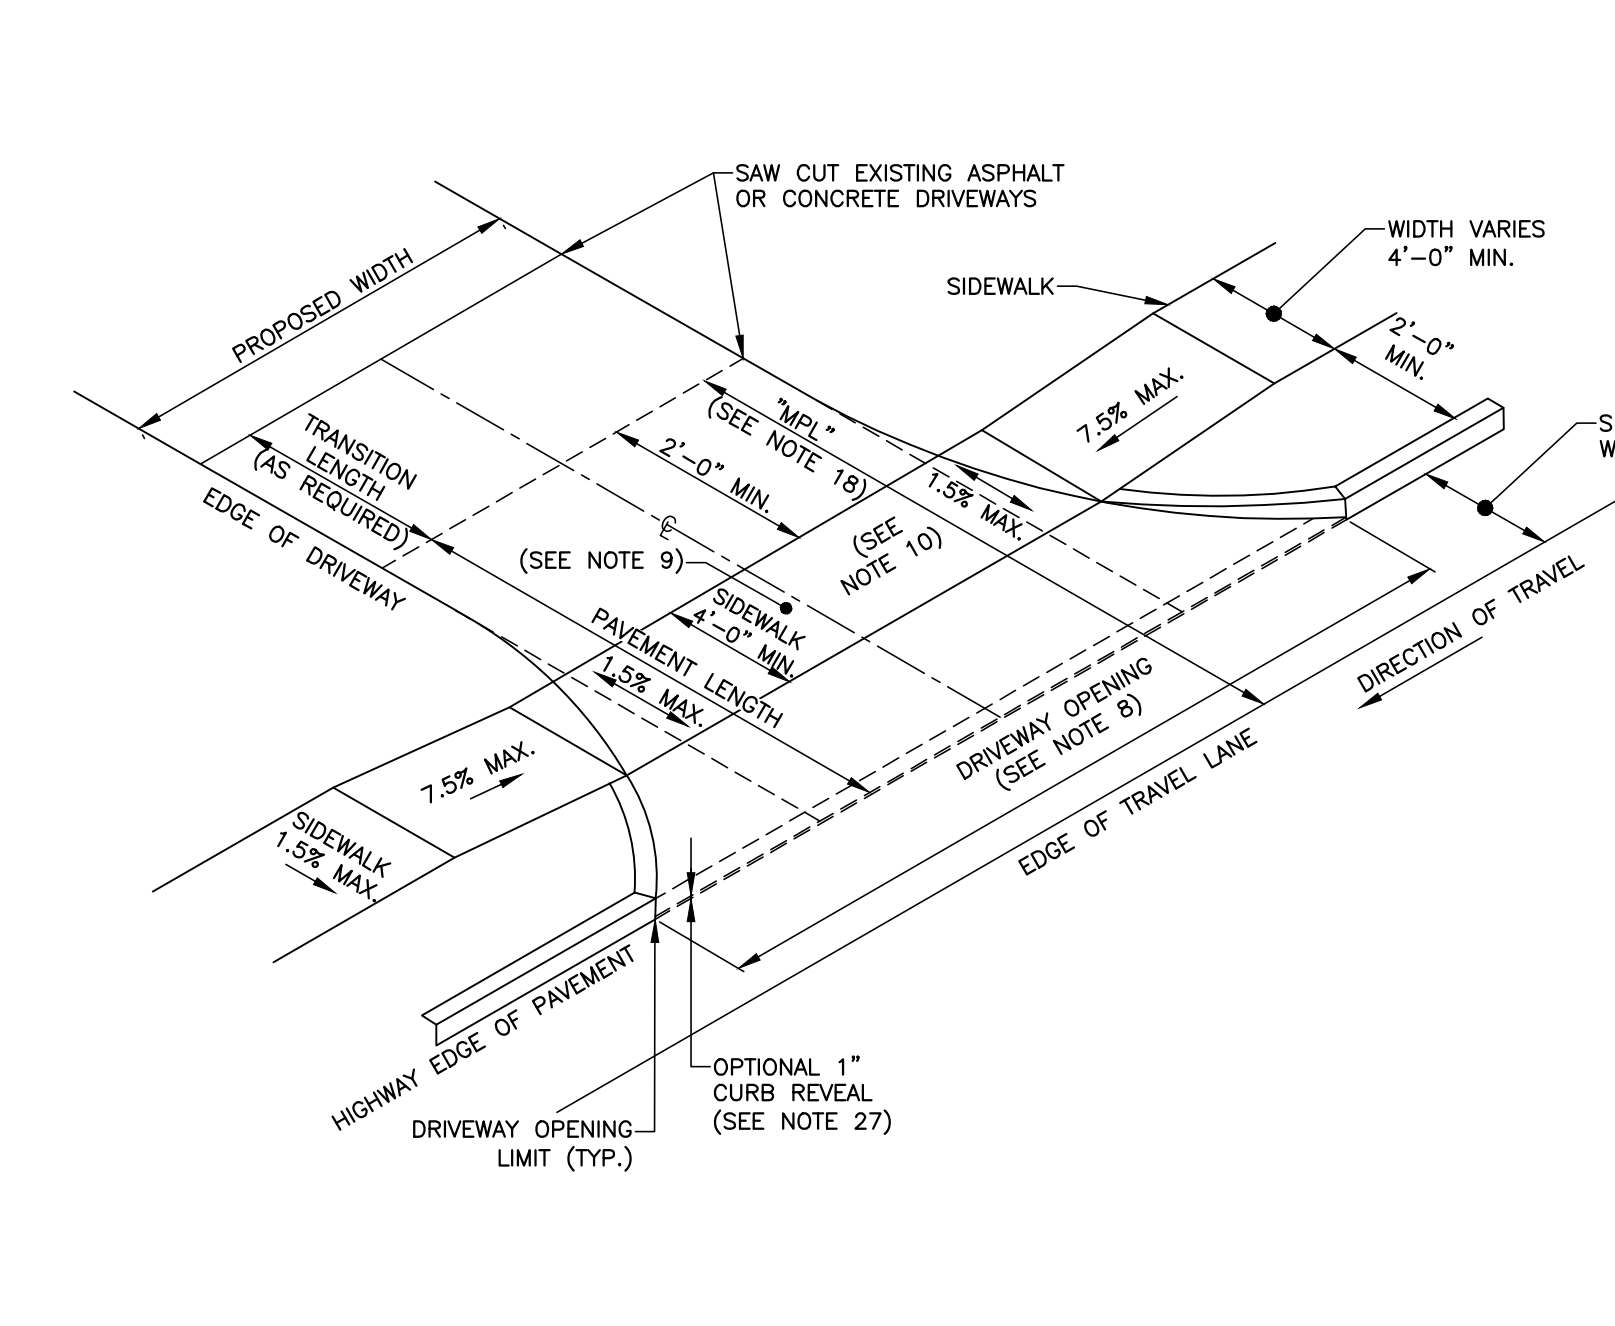 SAW CUT EXISTING ASPHALT
OR CONCRETE DRIVEWAYS
WIDTH VARIES
4'-0" MIN.
SIDEWALK
PROPOSED WIDTH
2'-0"
MIN.
7.5% MAX.
S
W
"MPL"
(SEE NOTE 18)
TRANSITION
LENGTH
(AS REQUIRED)
2'-0" MIN.
1.5% MAX.
EDGE OF DRIVEWAY
℄
(SEE NOTE 9)
(SEE
NOTE 10)
SIDEWALK
4'-0" MIN.
PAVEMENT LENGTH
1.5% MAX.
DIRECTION OF TRAVEL
DRIVEWAY OPENING
(SEE NOTE 8)
7.5% MAX.
EDGE OF TRAVEL LANE
SIDEWALK
1.5% MAX.
HIGHWAY EDGE OF PAVEMENT
OPTIONAL 1"
CURB REVEAL
(SEE NOTE 27)
DRIVEWAY OPENING
LIMIT (TYP.)